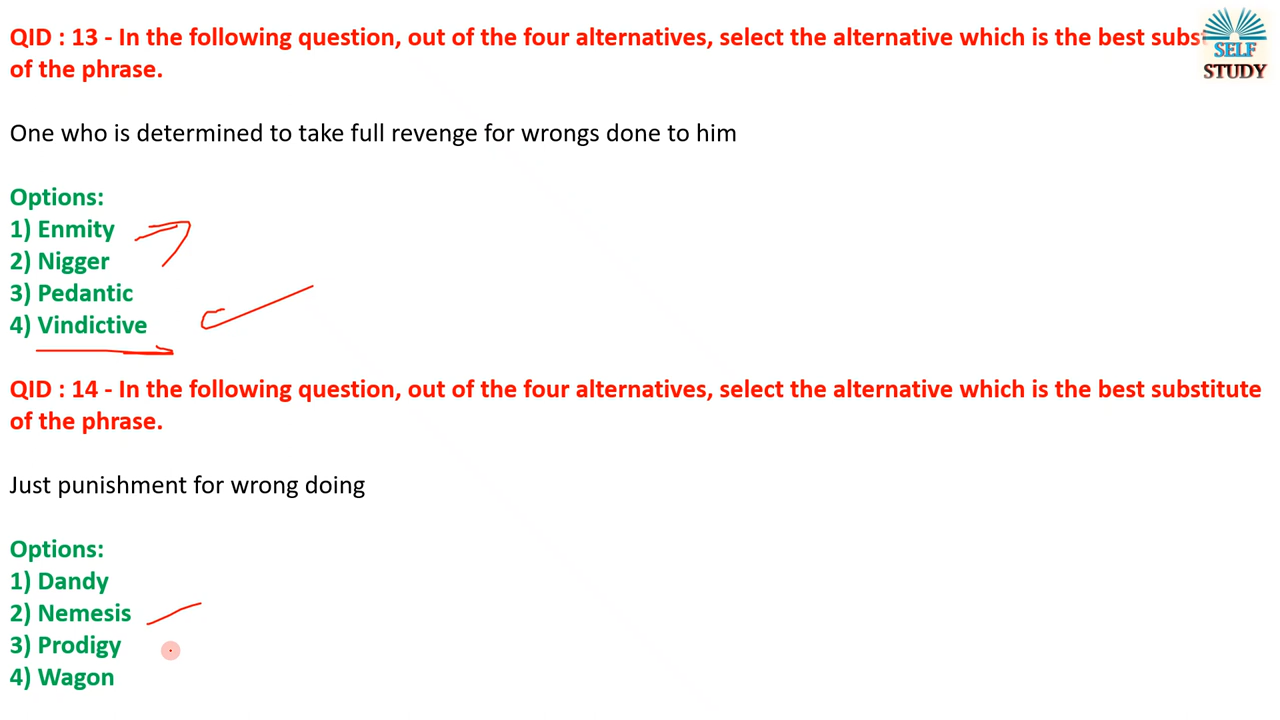 QID : 13 - In the following question, out of the four alternatives, select the alternative which is the best subst
of the phrase.
SELF
STUDY
One who is determined to take full revenge for wrongs done to him
Options:
1) Enmity
2) Nigger
3) Pedantic
4) Vindictive
QID : 14 - In the following question, out of the four alternatives, select the alternative which is the best substitute
of the phrase.
Just punishment for wrong doing
Options:
1) Dandy
2) Nemesis
3) Prodigy
4) Wagon